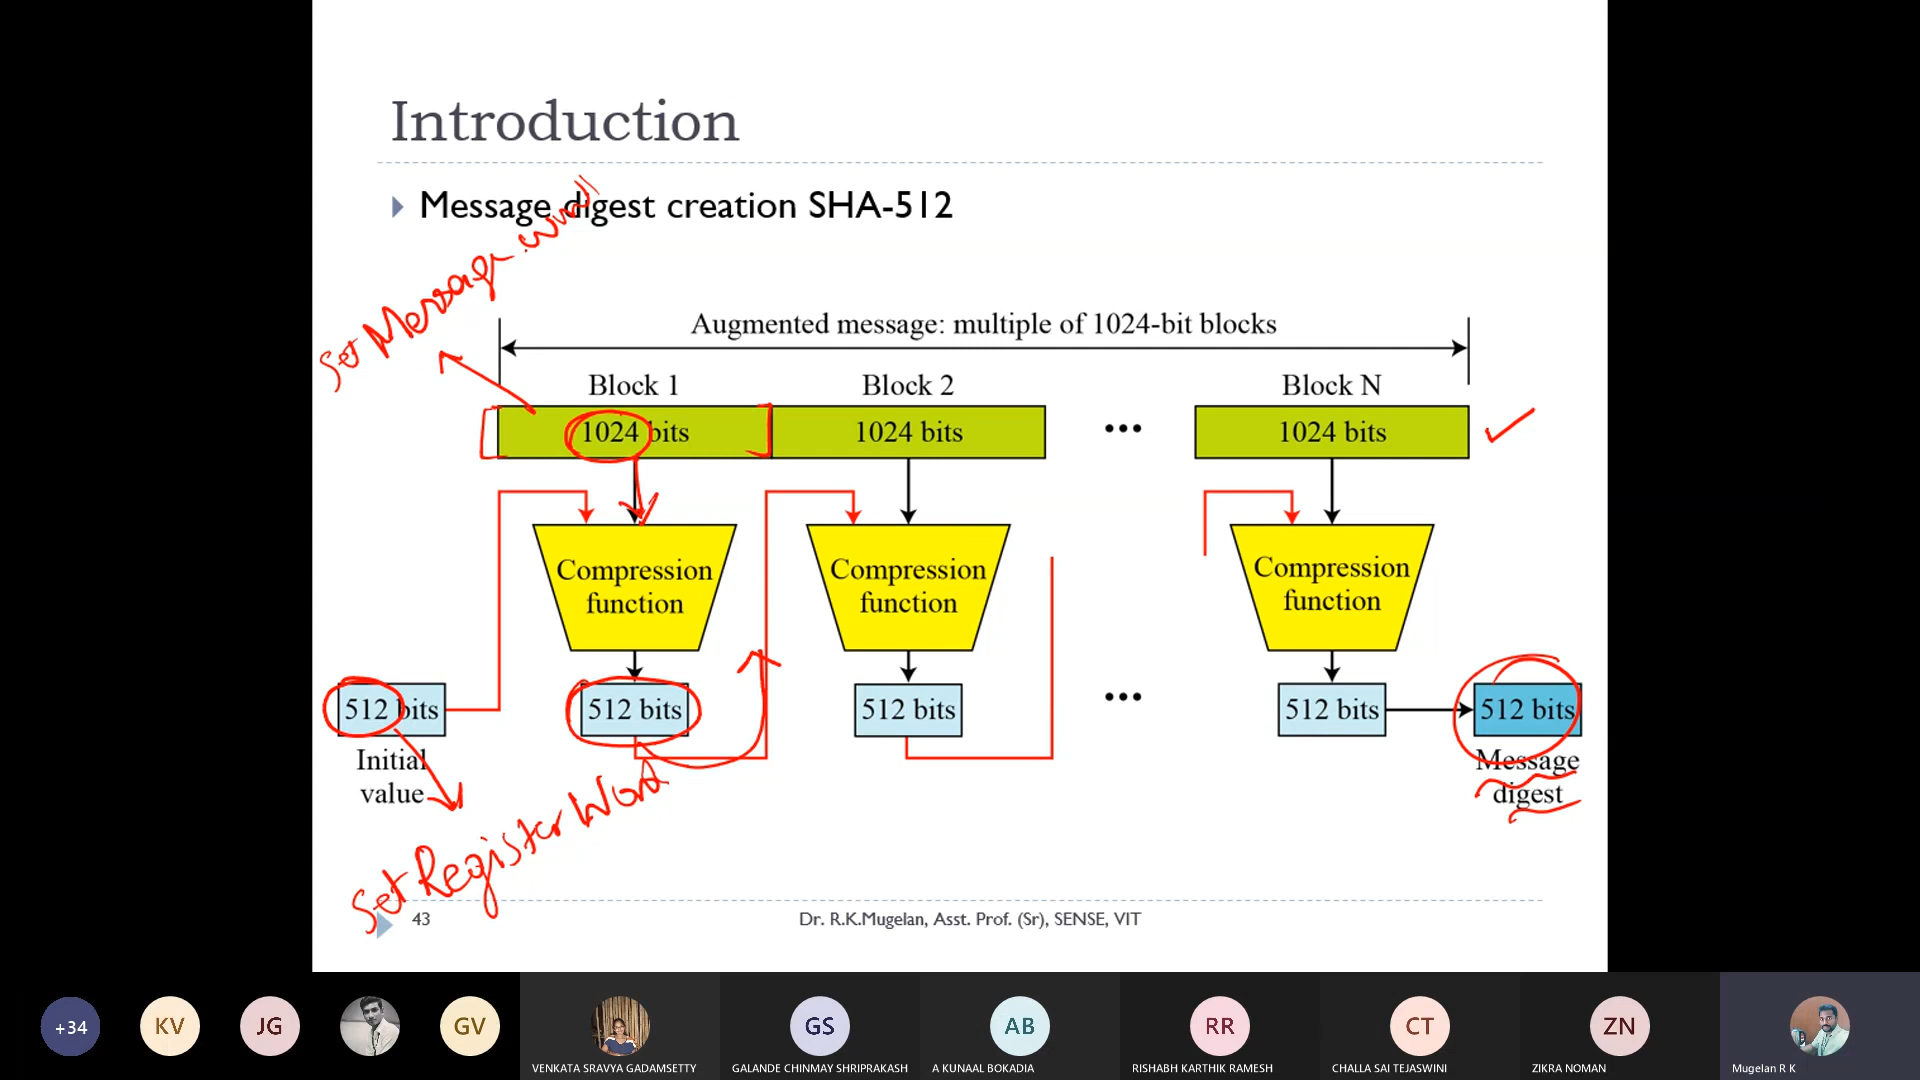 Introduction
Message digest creation SHA-512
Set Message word
Augmented message: multiple of 1024-bit blocks
Block 1
Block 2
Block N
1024 bits
1024 bits
•••
1024 bits
Compression
function
Compression
function
Compression
function
512 bits
512 bits
512 bits
•••
512 bits
512 bits
Initial
value
Message
digest
Set Register Word
43
Dr. R.K.Mugelan, Asst. Prof. (Sr), SENSE, VIT
+34
KV
JG
GV
GS
AB
RR
CT
ZN
VENKATA SRAVYA GADAMSETTY
GALANDE CHINMAY SHRIPRAKASH
A KUNAAL BOKADIA
RISHABH KARTHIK RAMESH
CHALLA SAI TEJASWINI
ZIKRA NOMAN
Mugelan R K